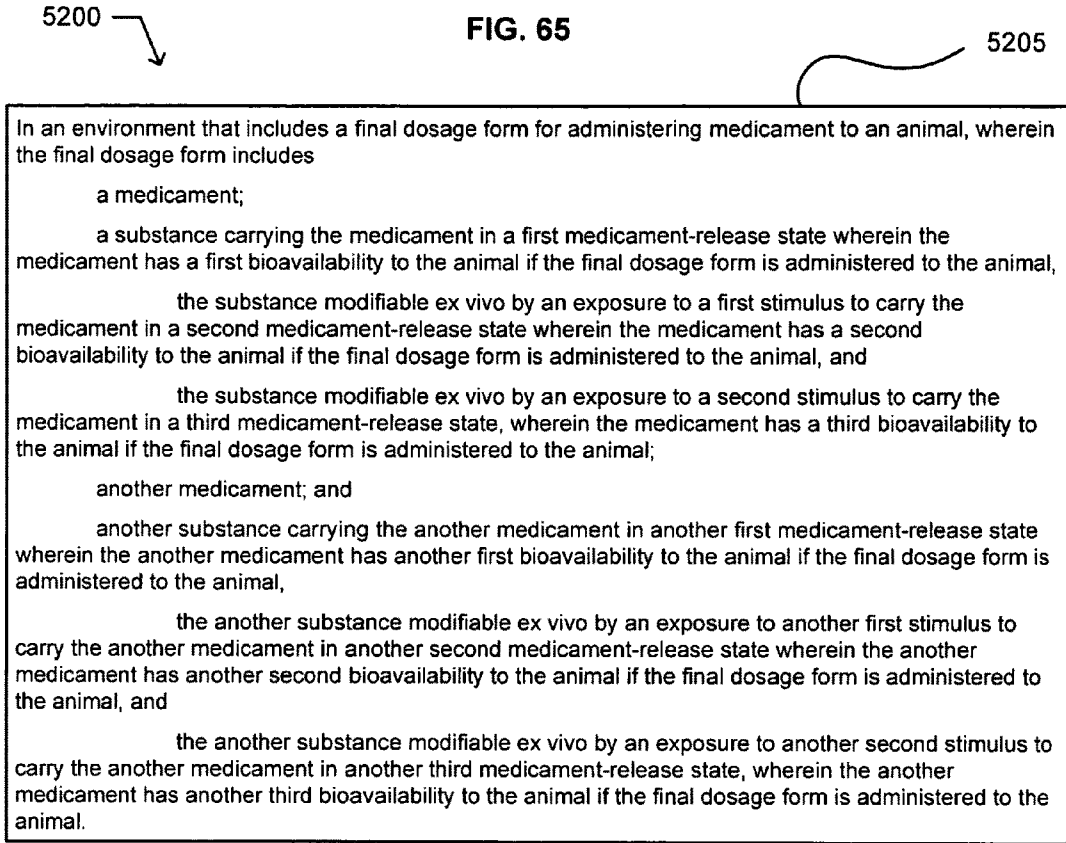 5200
FIG. 65
5205
In an environment that includes a final dosage form for administering medicament to an animal, wherein
the final dosage form includes
a medicament;
a substance carrying the medicament in a first medicament-release state wherein the
medicament has a first bioavailability to the animal if the final dosage form is administered to the animal,
the substance modifiable ex vivo by an exposure to a first stimulus to carry the
medicament in a second medicament-release state wherein the medicament has a second
bioavailability to the animal if the final dosage form is administered to the animal, and
the substance modifiable ex vivo by an exposure to a second stimulus to carry the
medicament in a third medicament-release state, wherein the medicament has a third bioavailability to
the animal if the final dosage form is administered to the animal;
another medicament; and
another substance carrying the another medicament in another first medicament-release state
wherein the another medicament has another first bioavailability to the animal if the final dosage form is
administered to the animal,
the another substance modifiable ex vivo by an exposure to another first stimulus to
carry the another medicament in another second medicament-release state wherein the another
medicament has another second bioavailability to the animal if the final dosage form is administered to
the animal, and
the another substance modifiable ex vivo by an exposure to another second stimulus to
carry the another medicament in another third medicament-release state, wherein the another
medicament has another third bioavailability to the animal if the final dosage form is administered to the
animal.